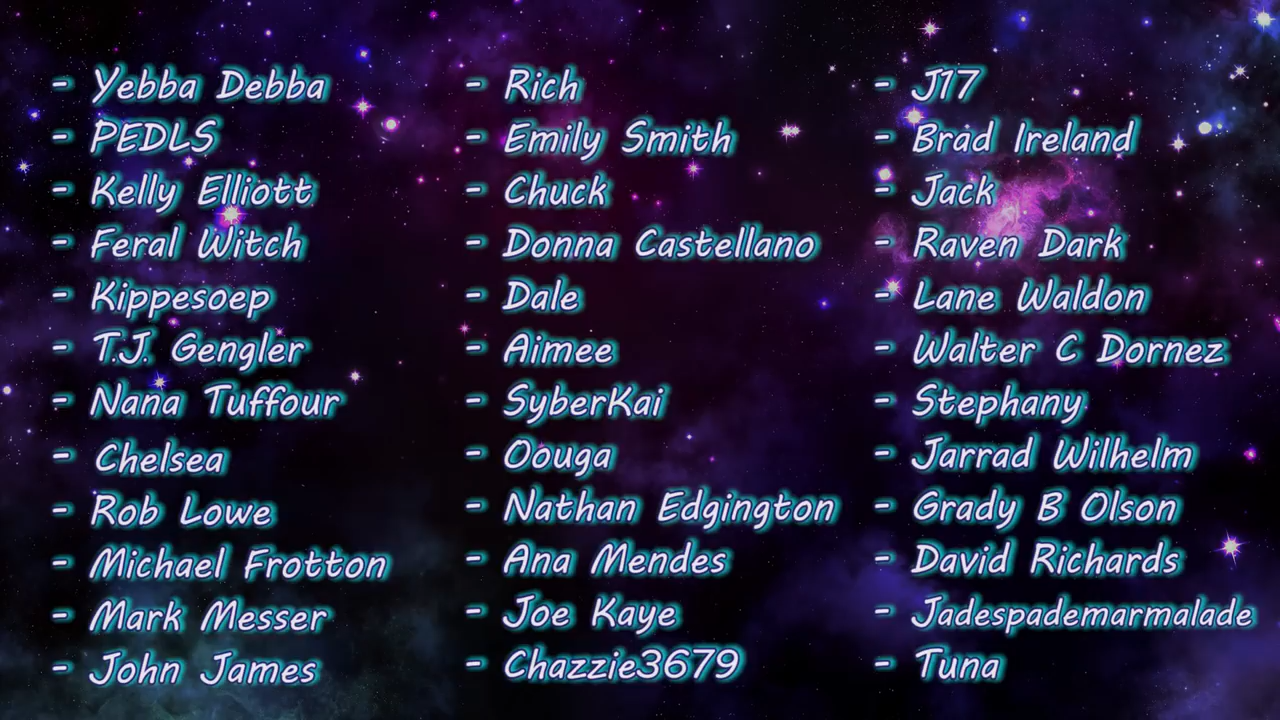 - Yebba Debba
- PEDLS
- Kelly Elliott
- Feral Witch
- Kippesoep
- T.J. Gengler
- Nana Tuffour
- Chelsea
- Rob Lowe
- Michael Frotton
- Mark Messer
- John James
- Rich
- Emily Smith
- Chuck
- Donna Castellano
- Dale
- Aimee
- SyberKai
- Oouga
- Nathan Edgington
- Ana Mendes
- Joe Kaye
- Chazzie3679
- J17
- Brad Ireland
- Jack
- Raven Dark
- Lane Waldon
- Walter C Dornez
- Stephany
- Jarrad Wilhelm
- Grady B Olson
- David Richards
- Jadespademarmalade
- Tuna